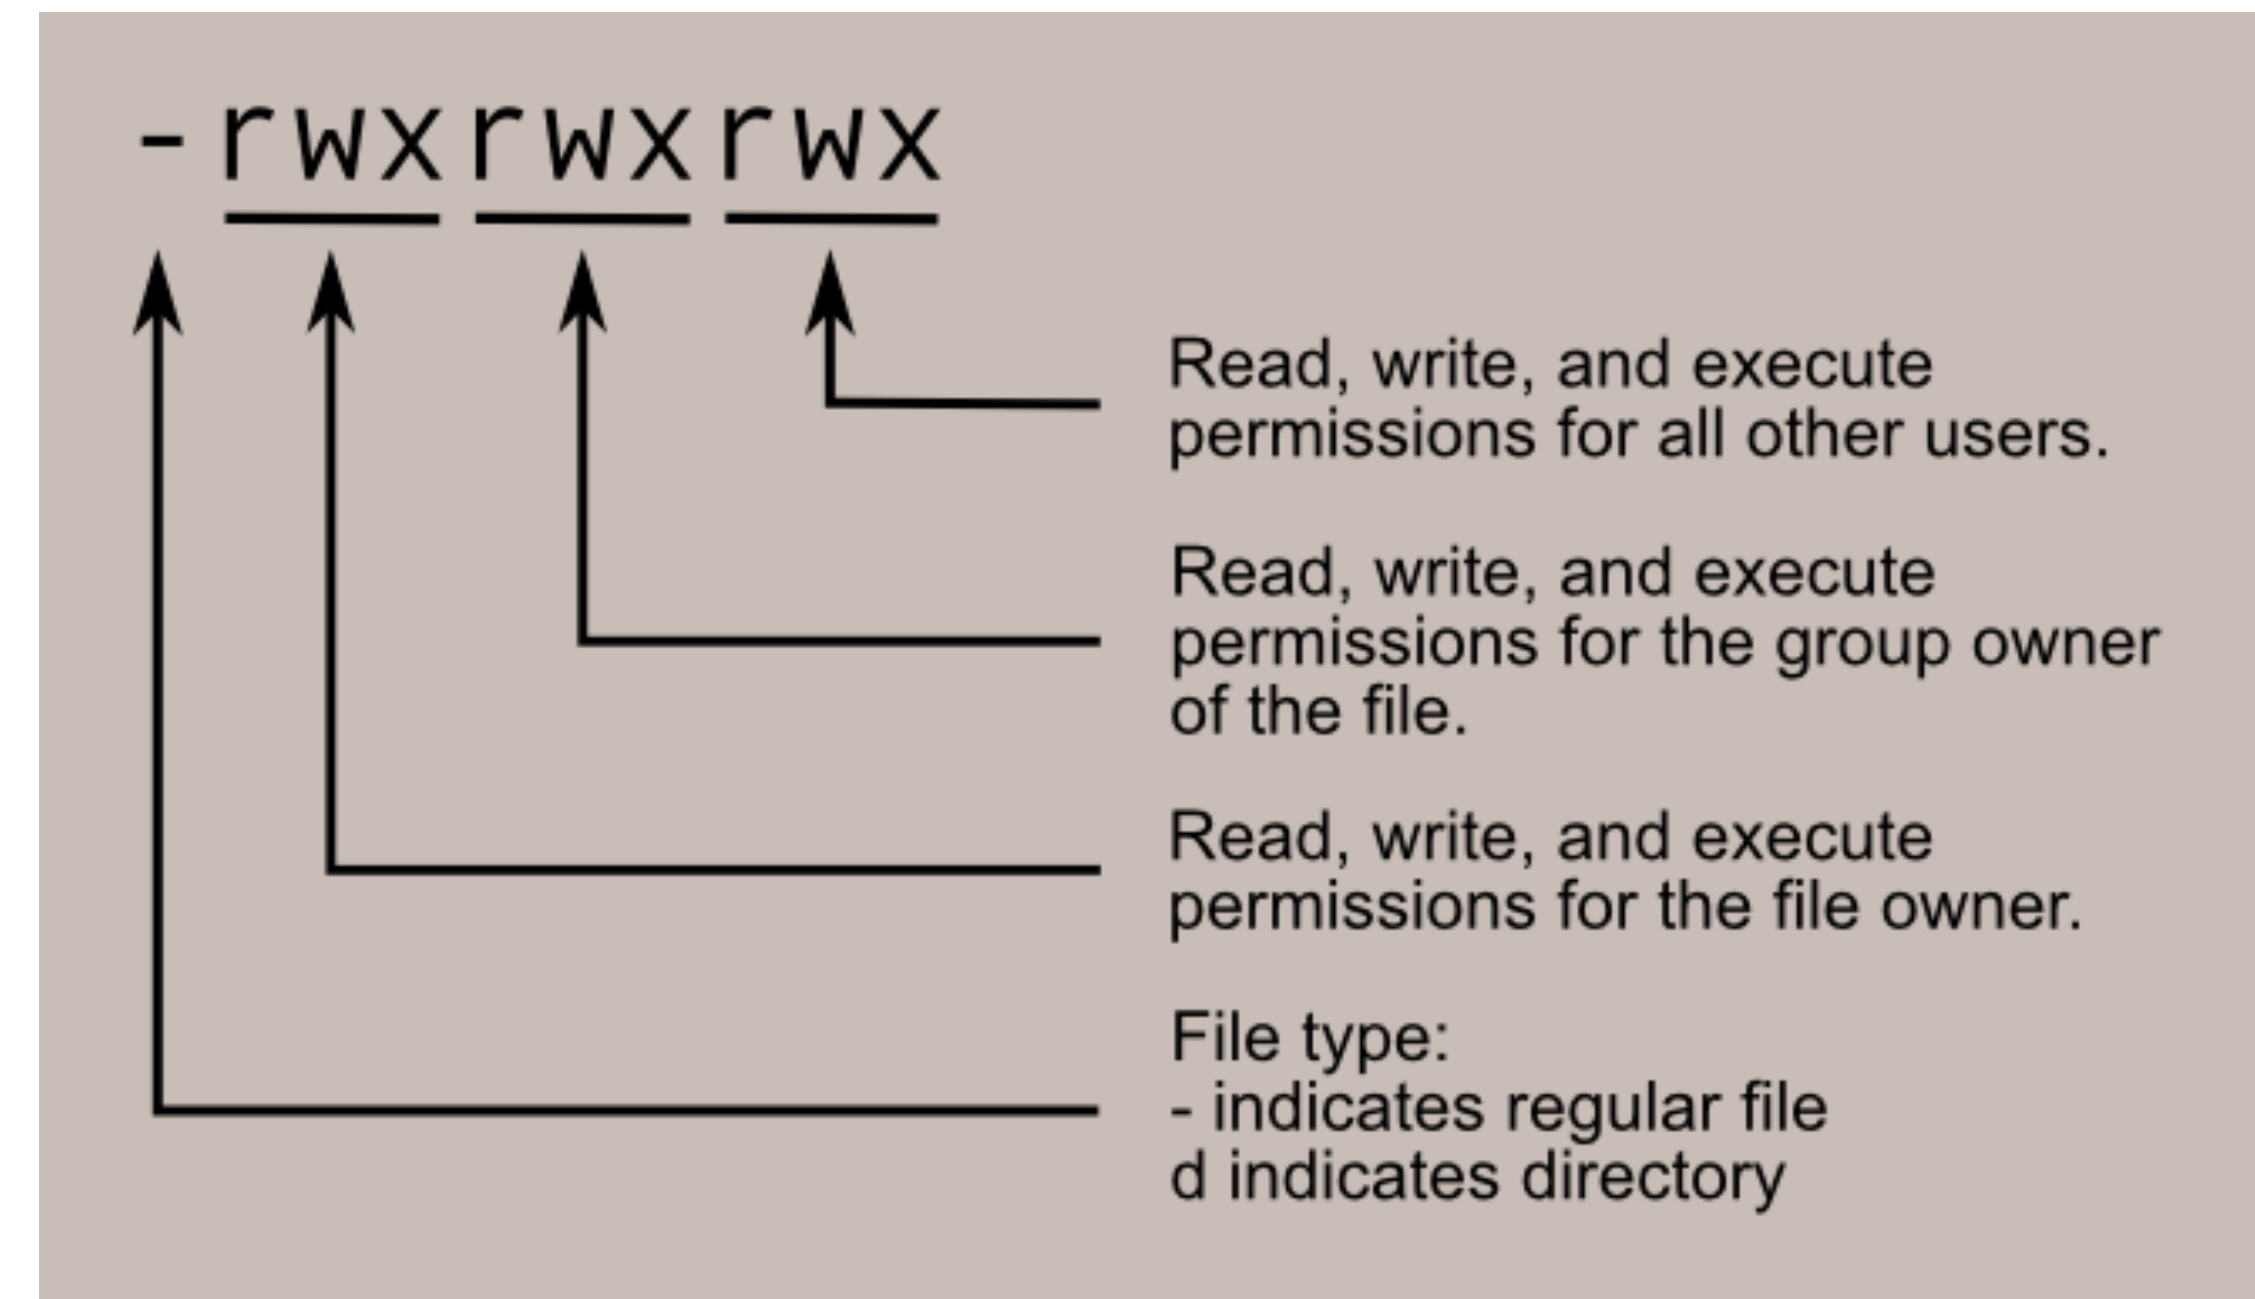 -rwxrwxrwx
Read, write, and execute
permissions for all other users.
Read, write, and execute
permissions for the group owner
of the file.
Read, write, and execute
permissions for the file owner.
File type:
- indicates regular file
d indicates directory